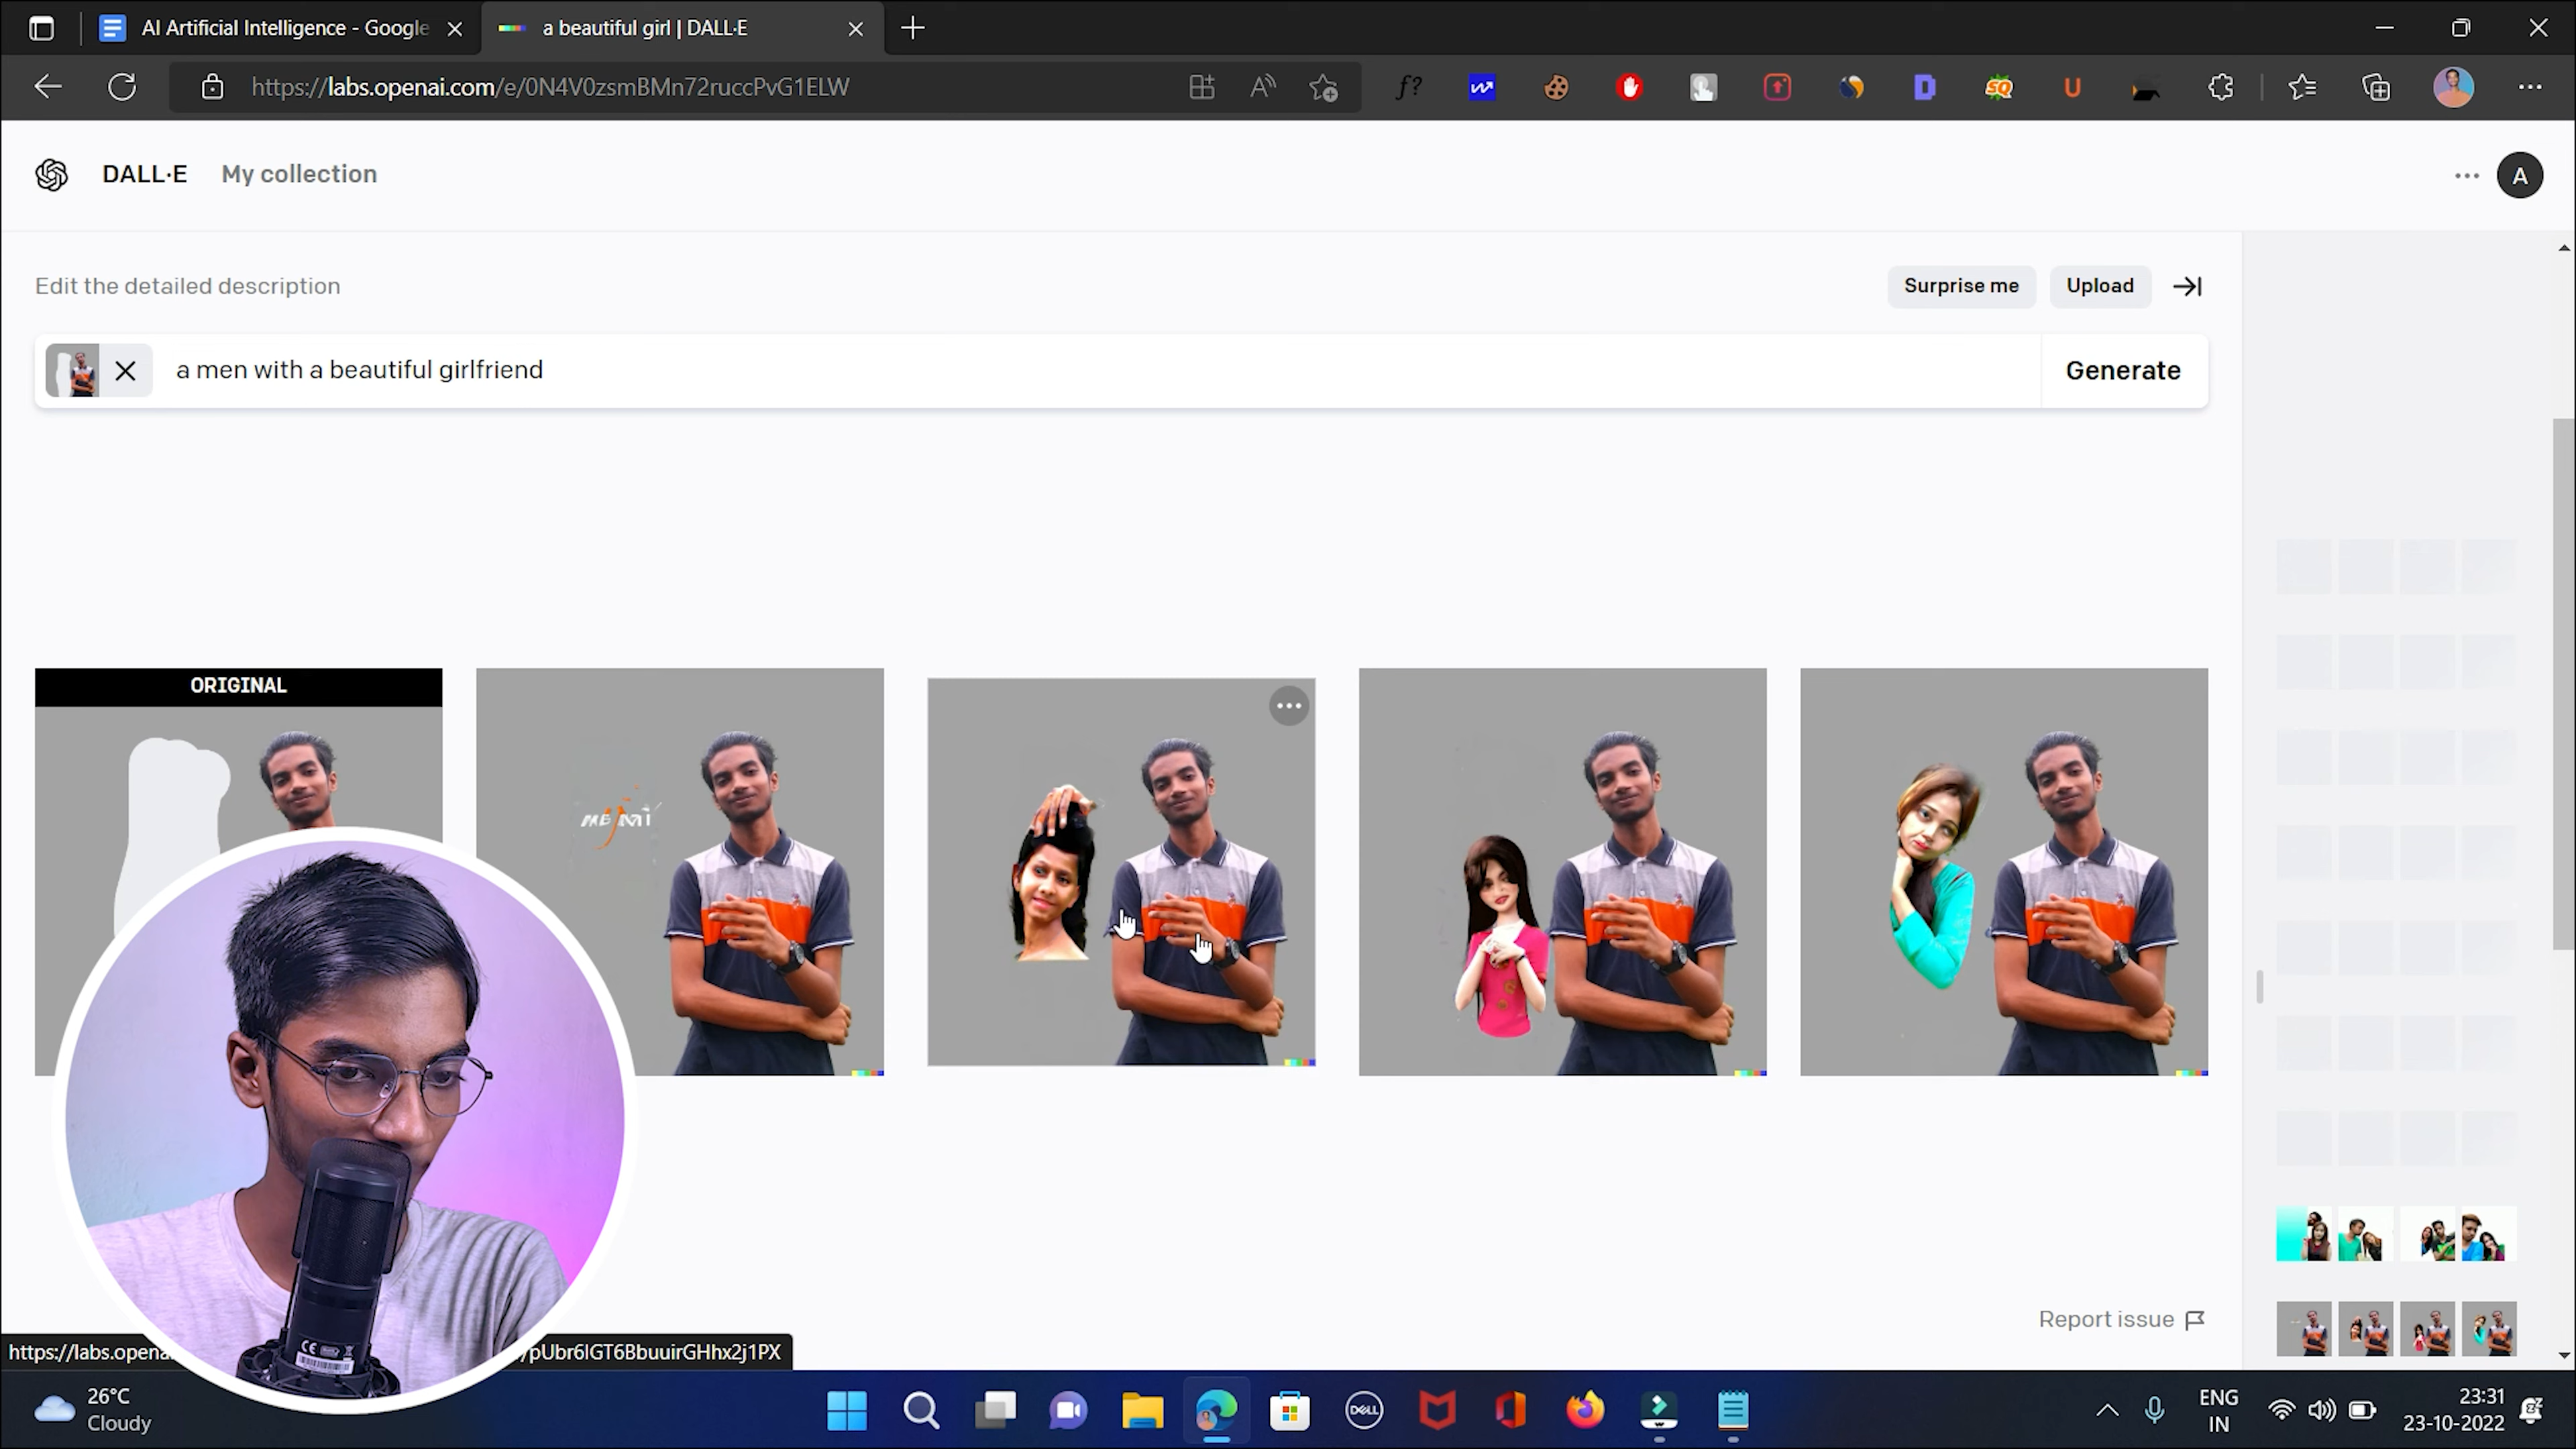 AI Artificial Intelligence - Google
a beautiful girl | DALL·E
https://labs.openai.com/e/0N4V0zsmBMn72ruccPvG1ELW
DALL·E
My collection
A
Edit the detailed description
Surprise me
Upload
a men with a beautiful girlfriend
Generate
ORIGINAL
Report issue
https://labs.opena
/pUbr6lGT6BbuuirGHhx2j1PX
26°C
Cloudy
DELL
ENG
IN
23:31
23-10-2022